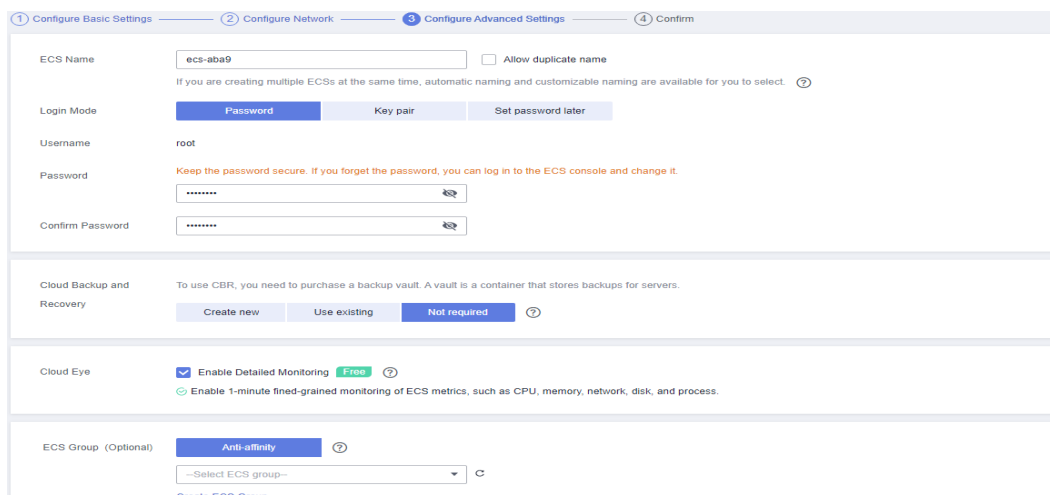 1 Configure Basic Settings 2 Configure Network 3 Configure Advanced Settings 4 Confirm
ECS Name ecs-aba9 Allow duplicate name
If you are creating multiple ECSs at the same time, automatic naming and customizable naming are available for you to select. ?
Login Mode Password Key pair Set password later
Username root
Password Keep the password secure. If you forget the password, you can log in to the ECS console and change it.
••••••••
Confirm Password ••••••••
Cloud Backup and Recovery To use CBR, you need to purchase a backup vault. A vault is a container that stores backups for servers.
Create new Use existing Not required ?
Cloud Eye Enable Detailed Monitoring Free ?
Enable 1-minute fined-grained monitoring of ECS metrics, such as CPU, memory, network, disk, and process.
ECS Group (Optional) Anti-affinity ?
--Select ECS group--
Create ECS Group